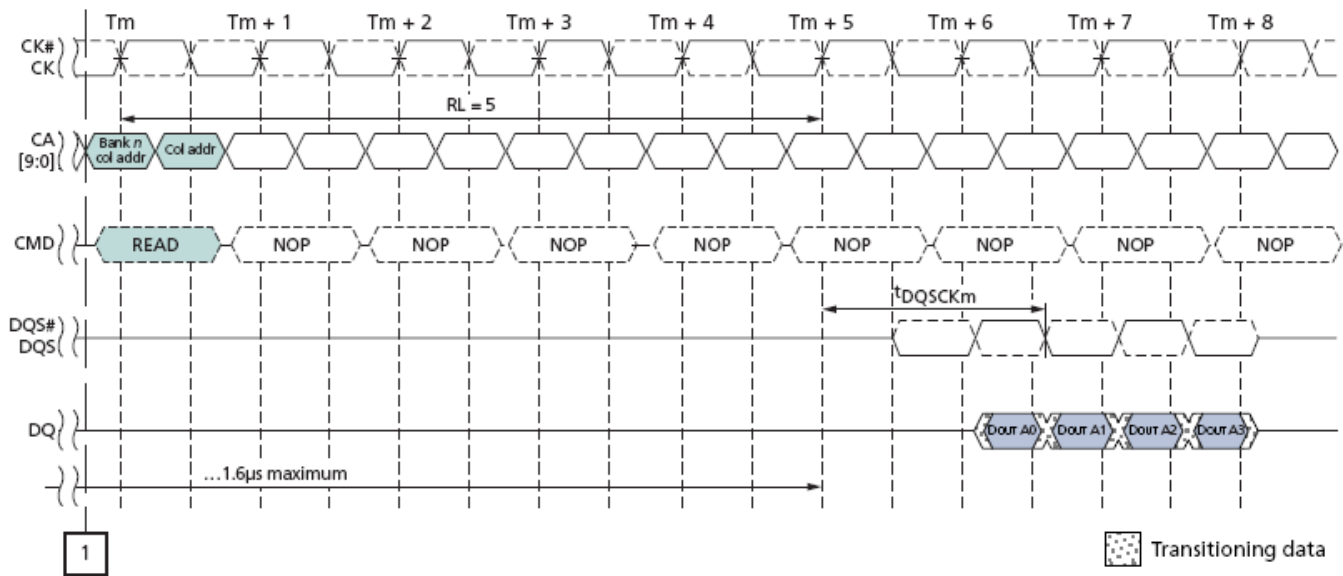 Tm Tm + 1 Tm + 2 Tm + 3 Tm + 4 Tm + 5 Tm + 6 Tm + 7 Tm + 8
CK#
CK
RL = 5
CA
[9:0]
Bank n
col addr
Col addr
CMD READ NOP NOP NOP NOP NOP NOP NOP NOP
tDQSCKm
DQS#
DQS
DQ DOUT A0 DOUT A1 DOUT A2 DOUT A3
...1.6μs maximum
1
Transitioning data